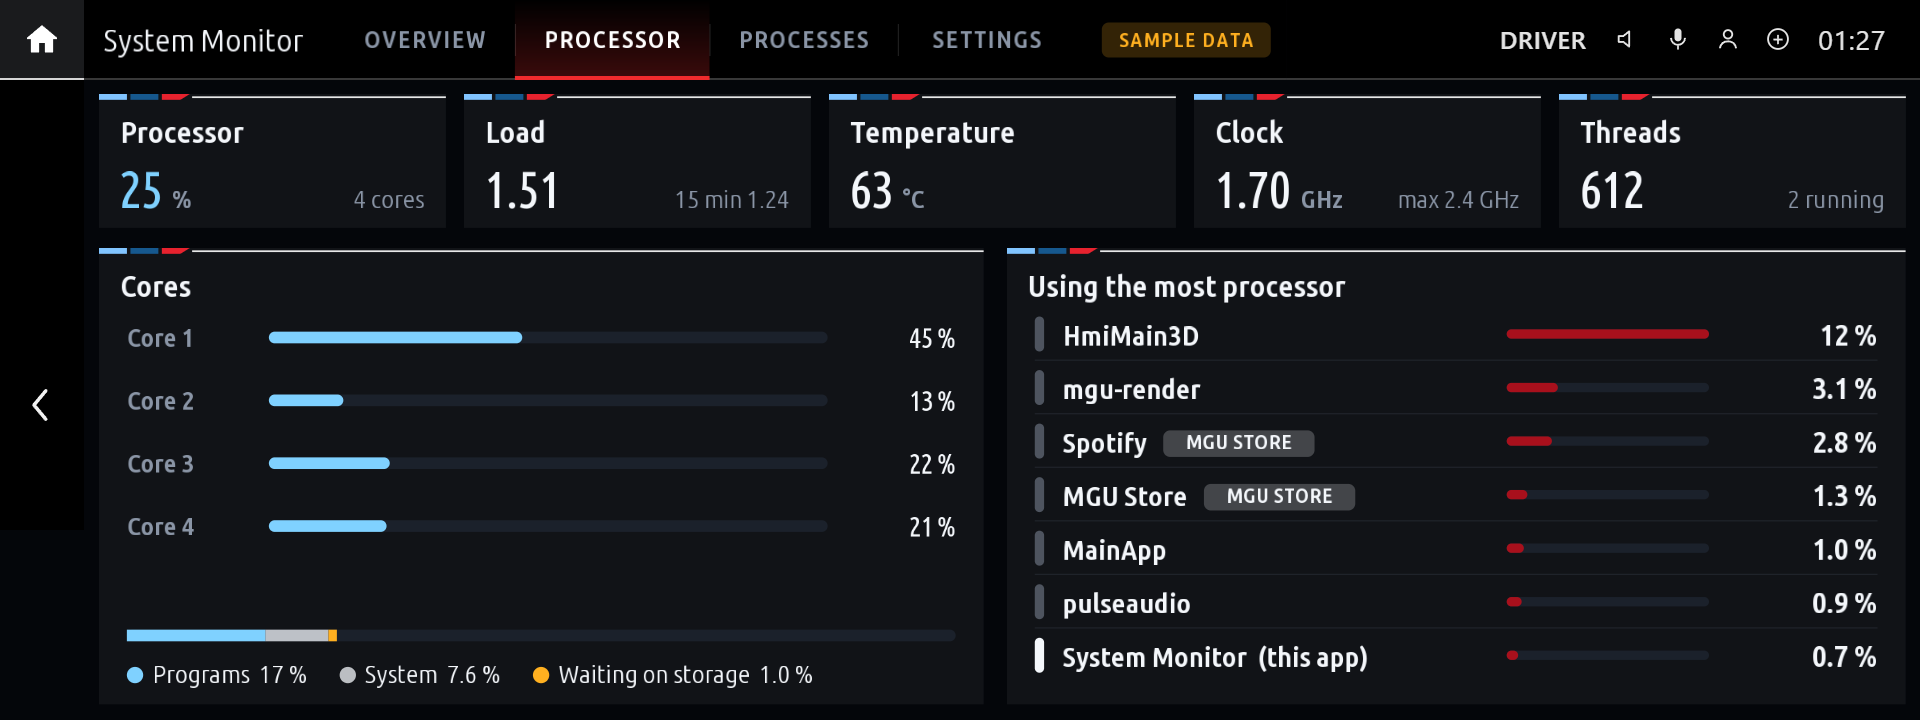 System Monitor OVERVIEW PROCESSOR PROCESSES SETTINGS SAMPLE DATA DRIVER 01:27
Processor
25 % 4 cores
Load
1.51 15 min 1.24
Temperature
63 °C
Clock
1.70 GHz max 2.4 GHz
Threads
612 2 running
Cores
Core 1 45 %
Core 2 13 %
Core 3 22 %
Core 4 21 %
Programs 17 % System 7.6 % Waiting on storage 1.0 %
Using the most processor
HmiMain3D 12 %
mgu-render 3.1 %
Spotify MGU STORE 2.8 %
MGU Store MGU STORE 1.3 %
MainApp 1.0 %
pulseaudio 0.9 %
System Monitor (this app) 0.7 %